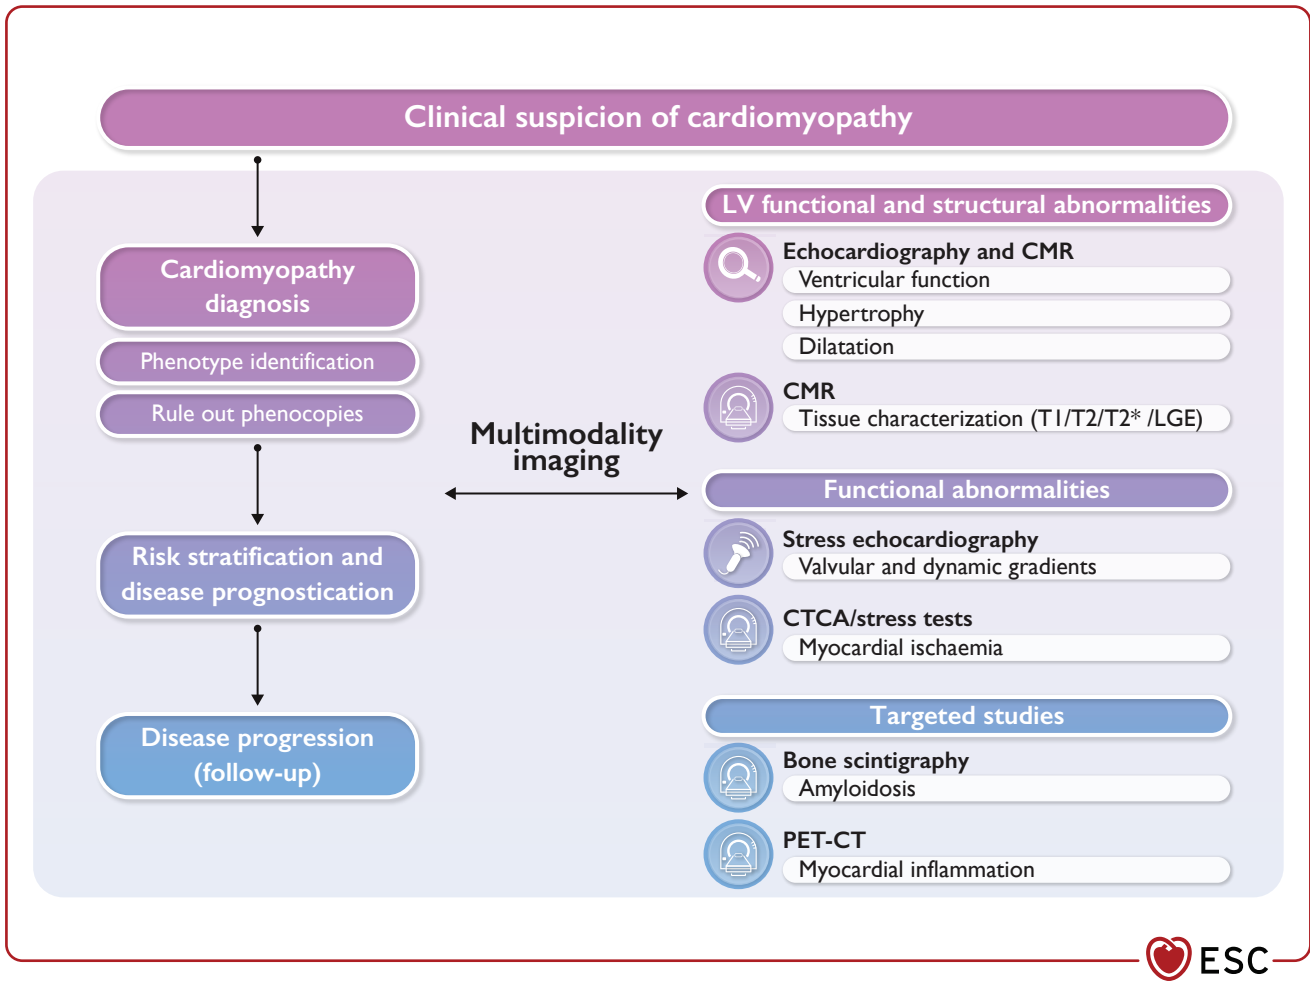 Clinical suspicion of cardiomyopathy
Cardiomyopathy
diagnosis
Phenotype identification
Rule out phenocopies
Risk stratification and
disease prognostication
Disease progression
(follow-up)
Multimodality
imaging
LV functional and structural abnormalities
Echocardiography and CMR
Ventricular function
Hypertrophy
Dilatation
CMR
Tissue characterization (T1/T2/T2* /LGE)
Functional abnormalities
Stress echocardiography
Valvular and dynamic gradients
CTCA/stress tests
Myocardial ischaemia
Targeted studies
Bone scintigraphy
Amyloidosis
PET-CT
Myocardial inflammation
ESC